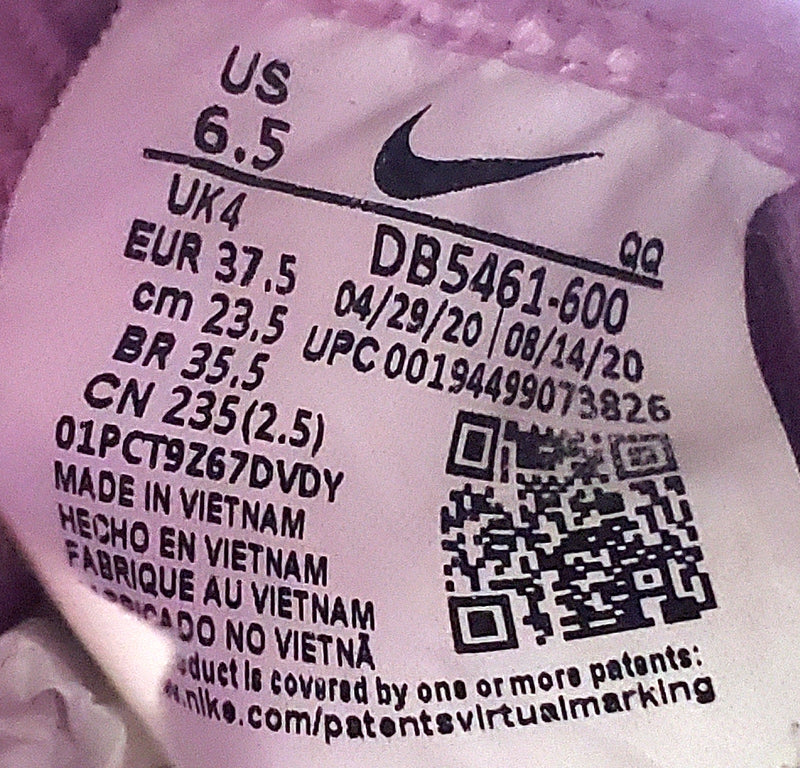 US
6.5
UK4
EUR 37.5
cm 23.5
BR 35.5
CN 235(2.5)
01PCT9Z67DVDY
MADE IN VIETNAM
HECHO EN VIETNAM
FABRIQUE AU VIETNAM
NO VIETNÃ
QQ
DB5461-600
04/29/20 | 08/14/20
UPC 00194499073826
is covered by one or more patents:
.nike.com/patentsvirtualmarking